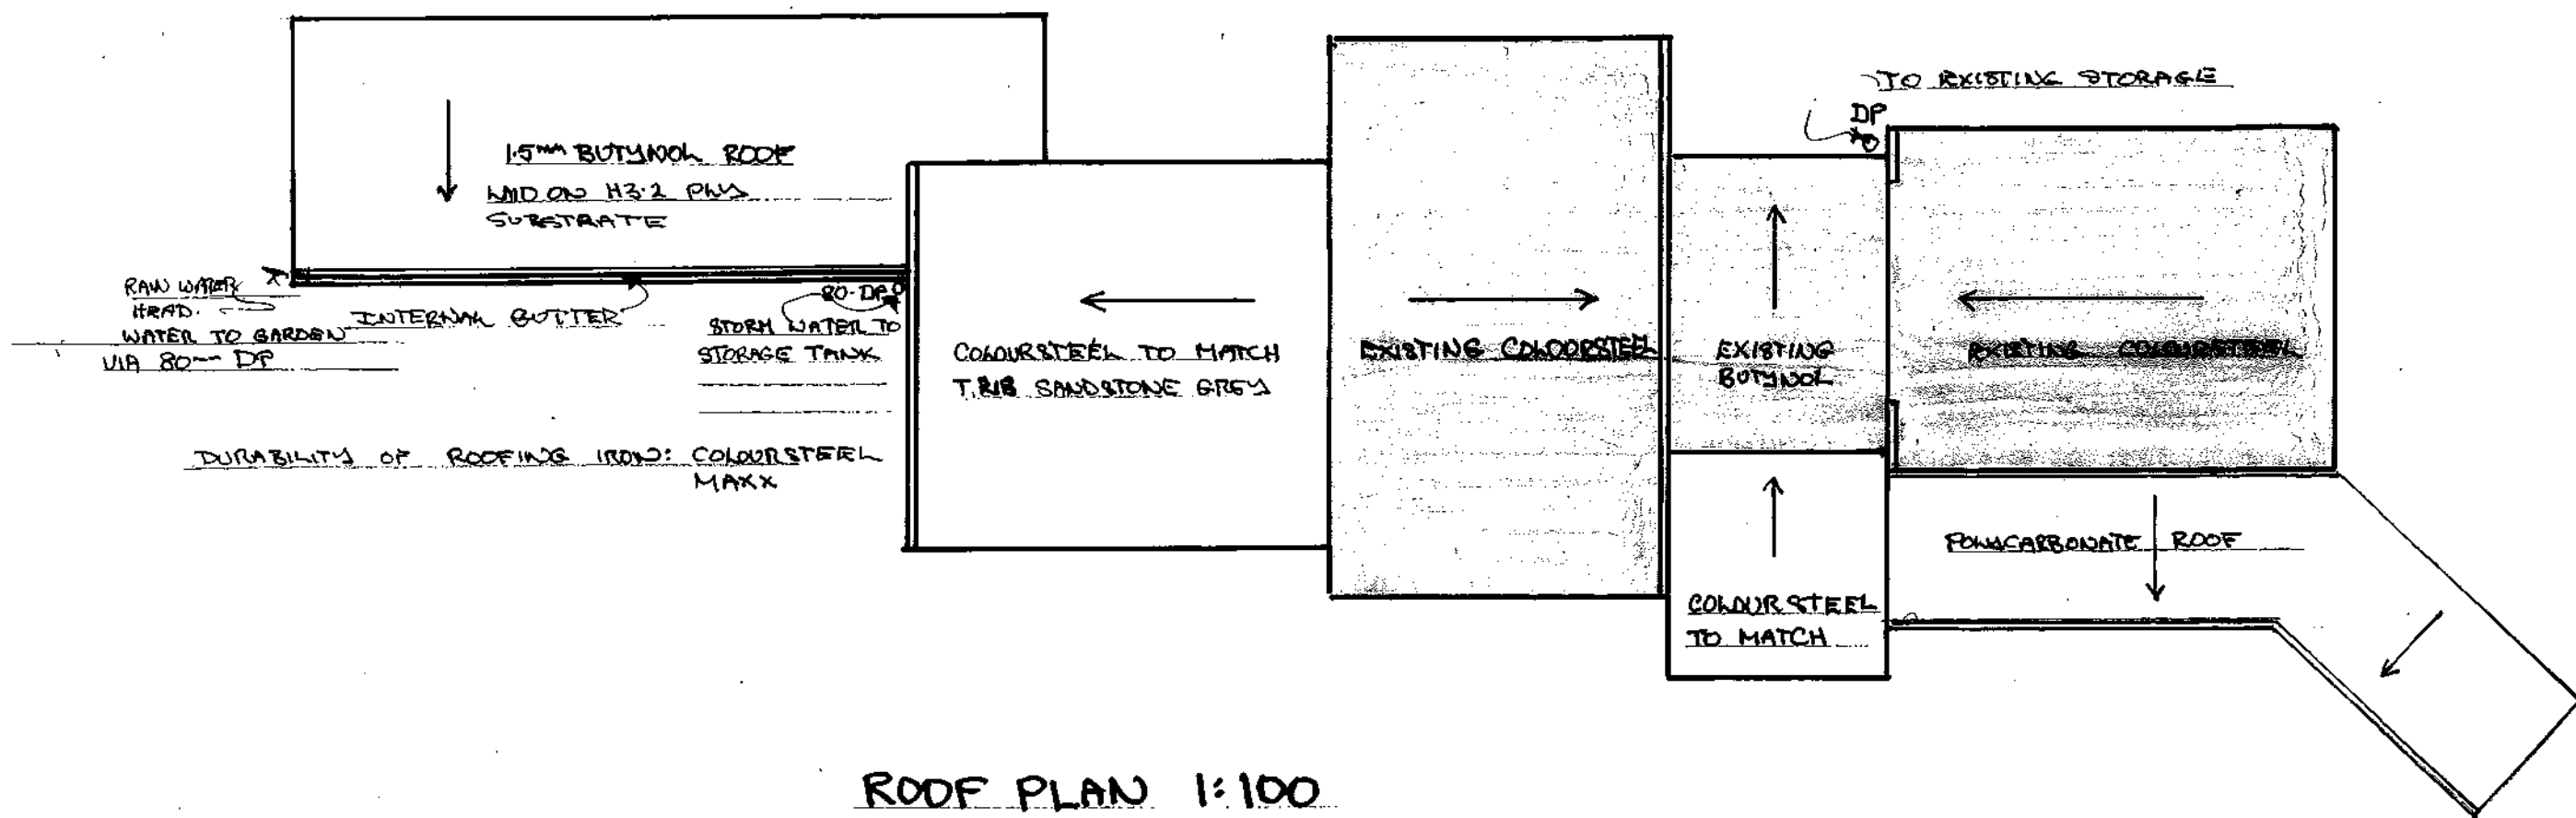 TO EXISTING STORAGE
DP
1.5mm BUTYNOL ROOF
LAID ON H3.2 PLY
SUBSTRATE
RAIN WATER
HEAD.
WATER TO GARDEN
VIA 80mm DP
INTERNAL GUTTER
80-DP
STORM WATER TO
STORAGE TANK
COLOURSTEEL TO MATCH
T.RIB SANDSTONE GREY
EXISTING COLOURSTEEL
EXISTING
BUTYNOL
EXISTING COLOURSTEEL
DURABILITY OF ROOFING IRON: COLOURSTEEL
MAXX
POLYCARBONATE ROOF
COLOURSTEEL
TO MATCH
ROOF PLAN 1:100